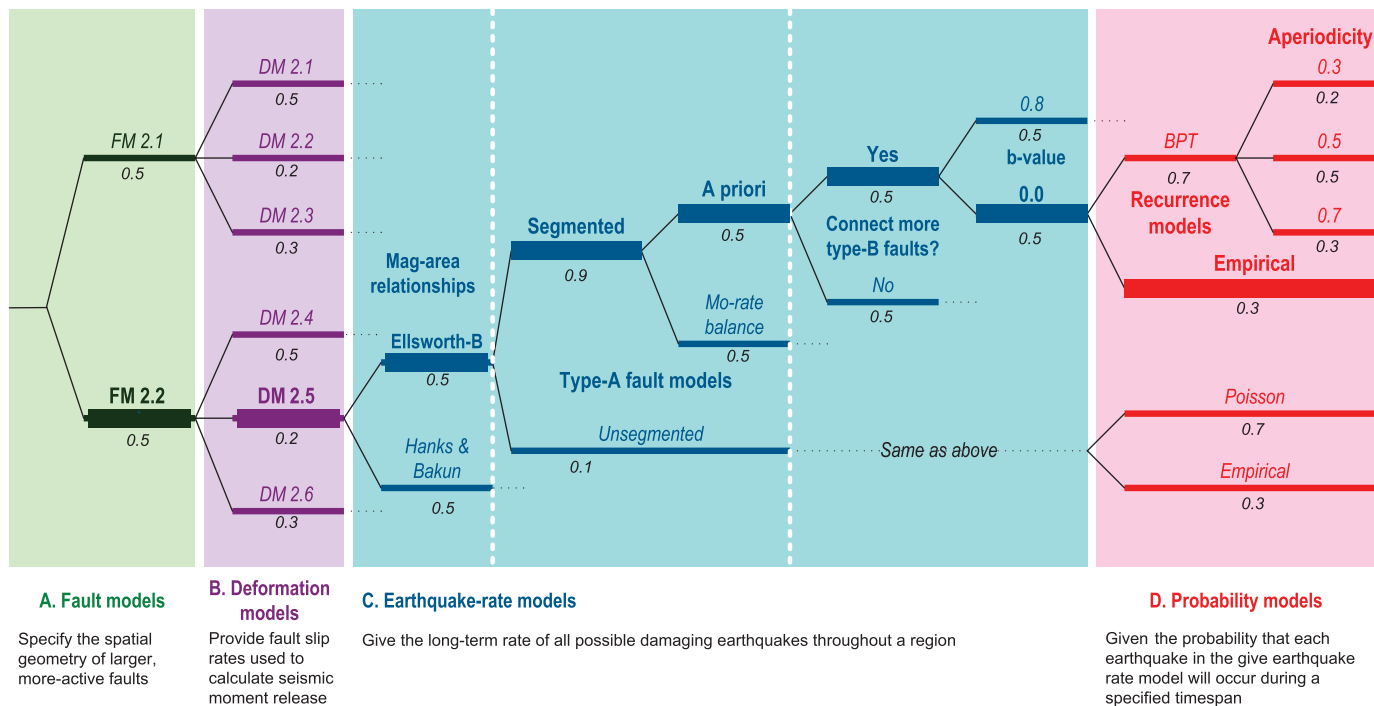 FM 2.1
0.5
FM 2.2
0.5
DM 2.1
0.5
DM 2.2
0.2
DM 2.3
0.3
DM 2.4
0.5
DM 2.5
0.2
DM 2.6
0.3
Mag-area
relationships
Ellsworth-B
0.5
Hanks &
Bakun
0.5
Segmented
0.9
A priori
0.5
Mo-rate
balance
0.5
Type-A fault models
Unsegmented
0.1
Yes
0.5
Connect more
type-B faults?
No
0.5
0.8
0.5
b-value
0.0
0.5
Same as above
Aperiodicity
0.3
0.2
BPT
0.7
0.5
0.5
Recurrence
models
0.7
0.3
Empirical
0.3
Poisson
0.7
Empirical
0.3
A. Fault models
Specify the spatial
geometry of larger,
more-active faults
B. Deformation
models
Provide fault slip
rates used to
calculate seismic
moment release
C. Earthquake-rate models
Give the long-term rate of all possible damaging earthquakes throughout a region
D. Probability models
Given the probability that each
earthquake in the give earthquake
rate model will occur during a
specified timespan